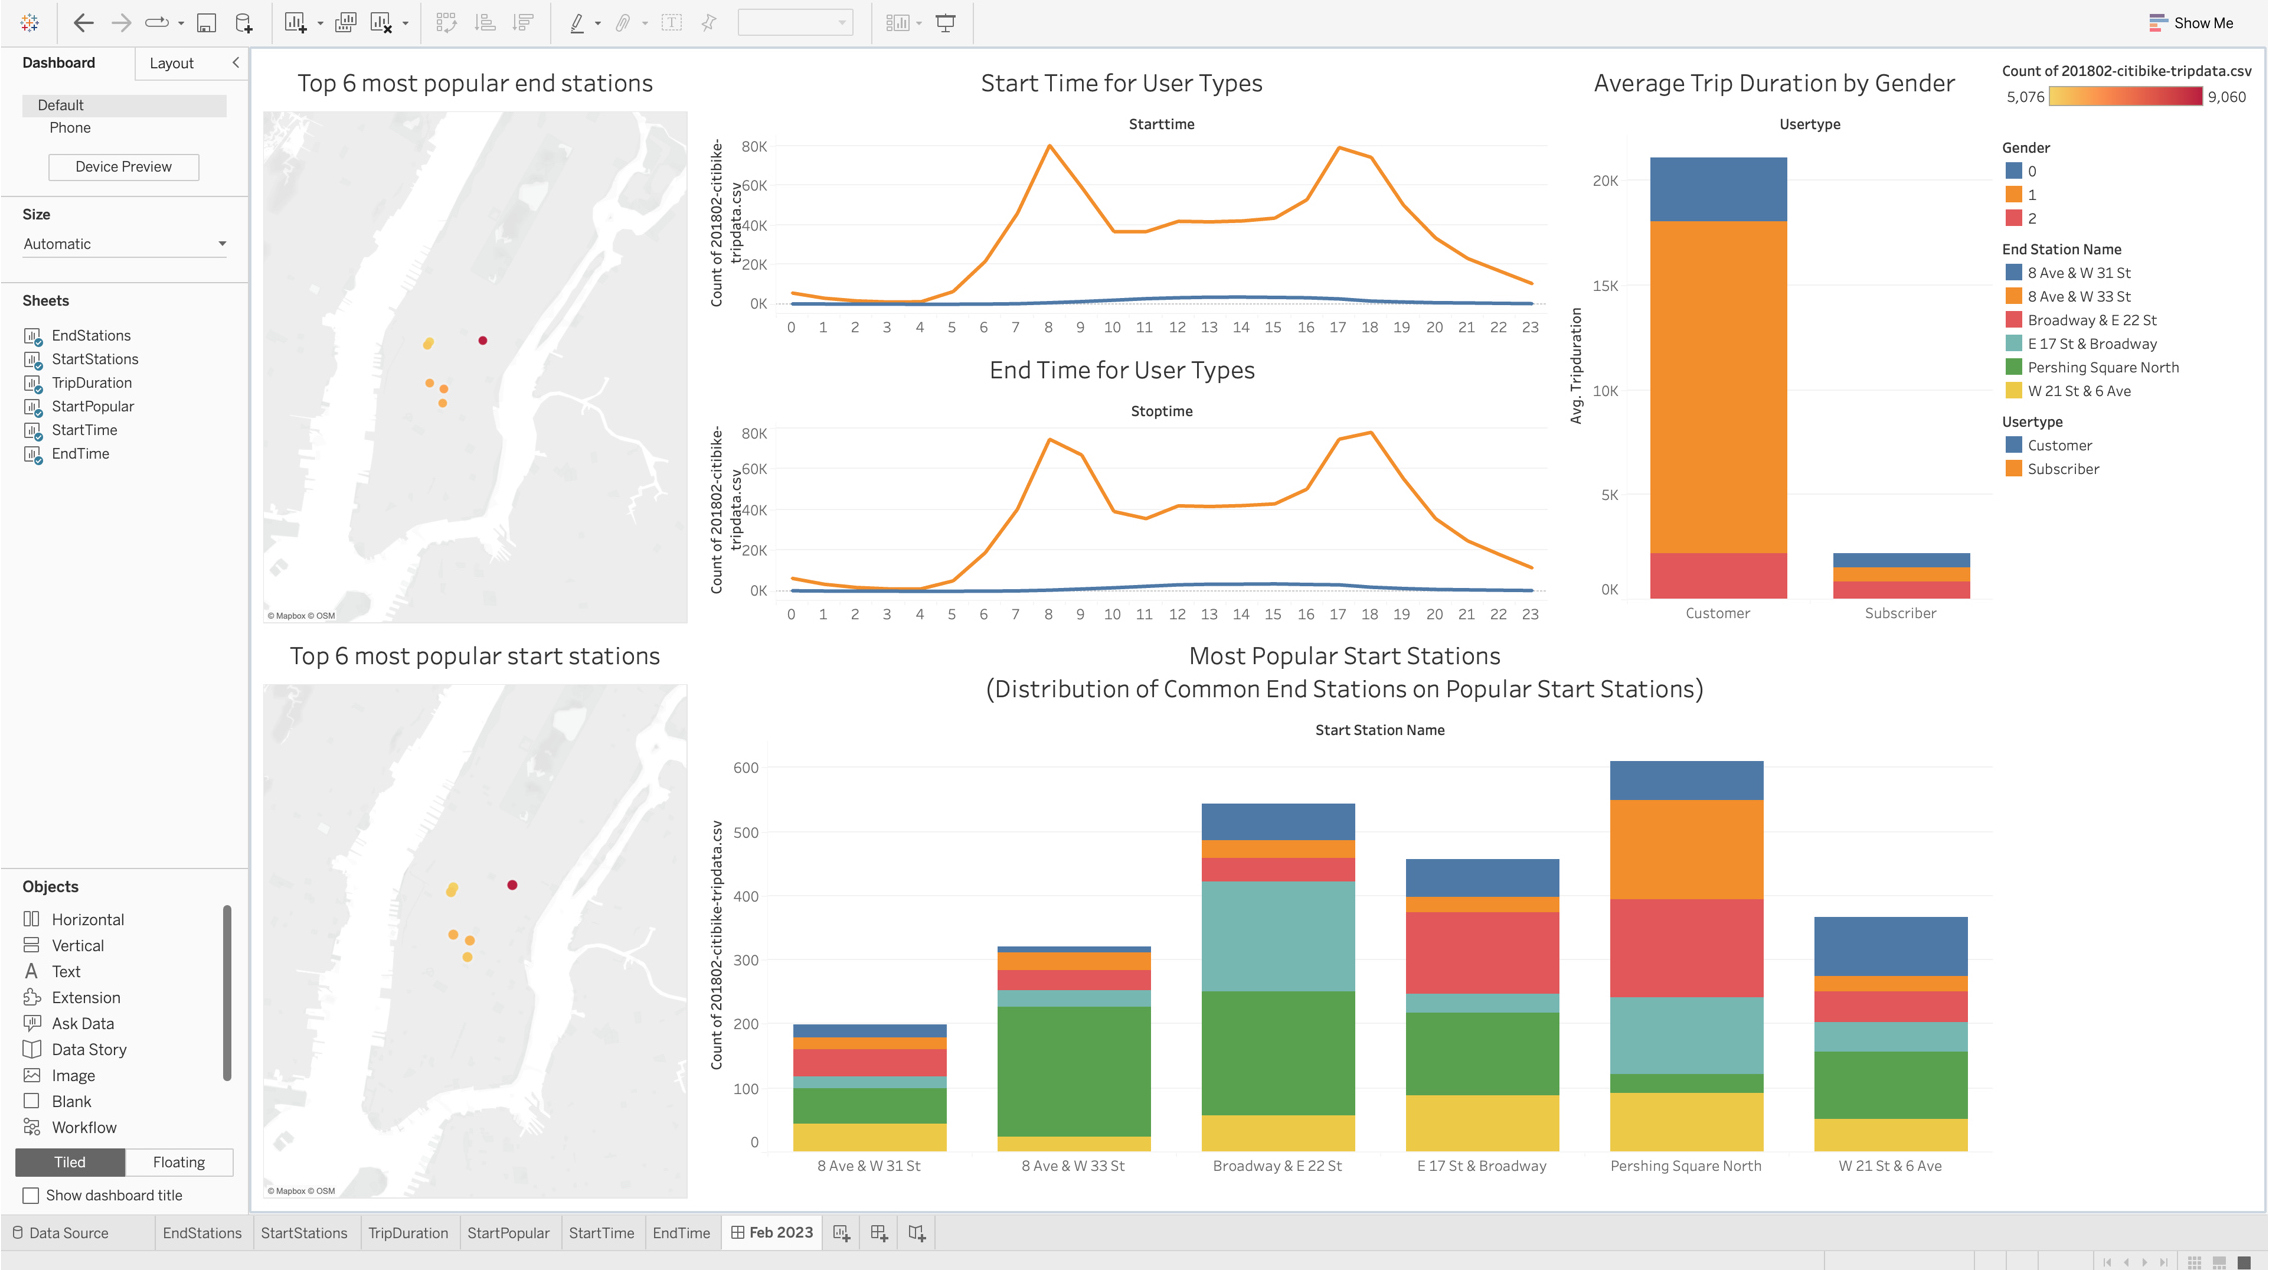 Show Me
Dashboard
Layout
Default
Phone
Device Preview
Size
Automatic
Sheets
EndStations
StartStations
TripDuration
StartPopular
StartTime
EndTime
Objects
Horizontal
Vertical
Text
Extension
Ask Data
Data Story
Image
Blank
Workflow
Tiled
Floating
Show dashboard title
Top 6 most popular end stations
© Mapbox © OSM
Top 6 most popular start stations
© Mapbox © OSM
Start Time for User Types
Starttime
Count of 201802-citibike-
tripdata.csv
80K
60K
40K
20K
0K
0 1 2 3 4 5 6 7 8 9 10 11 12 13 14 15 16 17 18 19 20 21 22 23
End Time for User Types
Stoptime
Count of 201802-citibike-
tripdata.csv
80K
60K
40K
20K
0K
0 1 2 3 4 5 6 7 8 9 10 11 12 13 14 15 16 17 18 19 20 21 22 23
Average Trip Duration by Gender
Usertype
Avg. Tripduration
20K
15K
10K
5K
0K
Customer Subscriber
Count of 201802-citibike-tripdata.csv
5,076 9,060
Gender
0
1
2
End Station Name
8 Ave & W 31 St
8 Ave & W 33 St
Broadway & E 22 St
E 17 St & Broadway
Pershing Square North
W 21 St & 6 Ave
Usertype
Customer
Subscriber
Most Popular Start Stations
(Distribution of Common End Stations on Popular Start Stations)
Start Station Name
Count of 201802-citibike-tripdata.csv
600
500
400
300
200
100
0
8 Ave & W 31 St 8 Ave & W 33 St Broadway & E 22 St E 17 St & Broadway Pershing Square North W 21 St & 6 Ave
Data Source EndStations StartStations TripDuration StartPopular StartTime EndTime Feb 2023